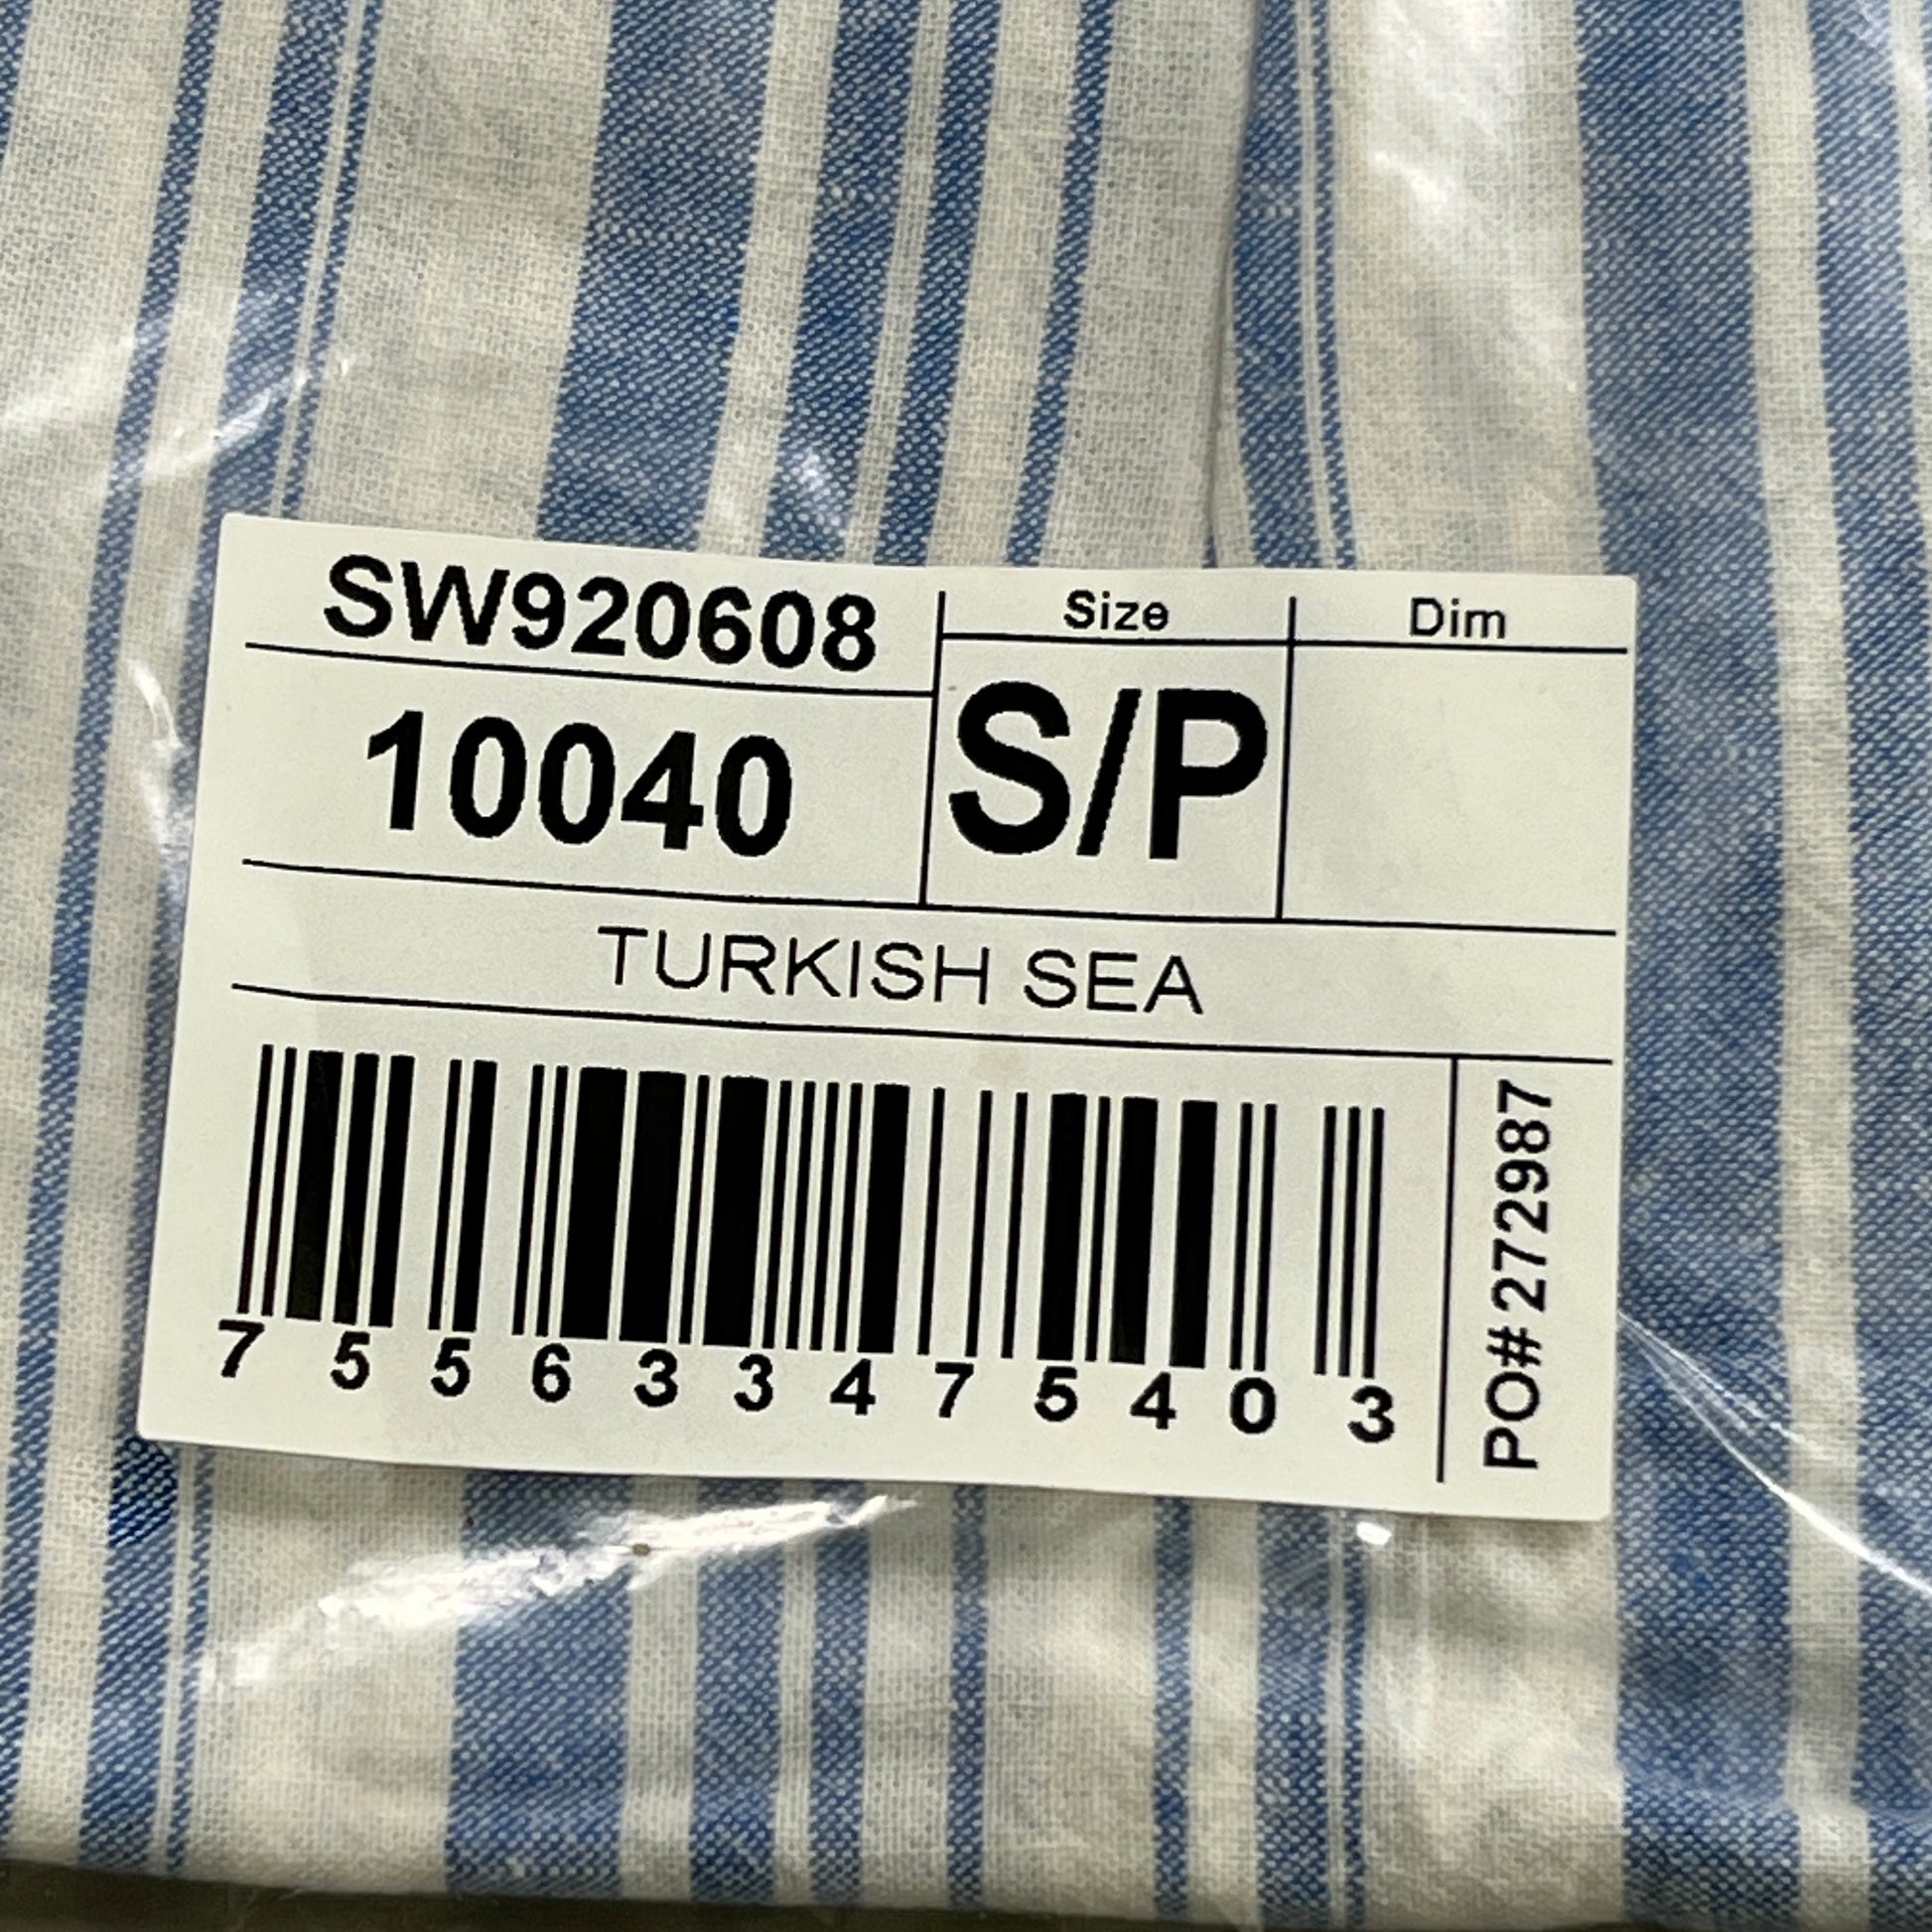 SW920608
10040
Size
S/P
Dim
TURKISH SEA
7 5 5 6 3 3 4 7 5 4 0 3
PO# 272987